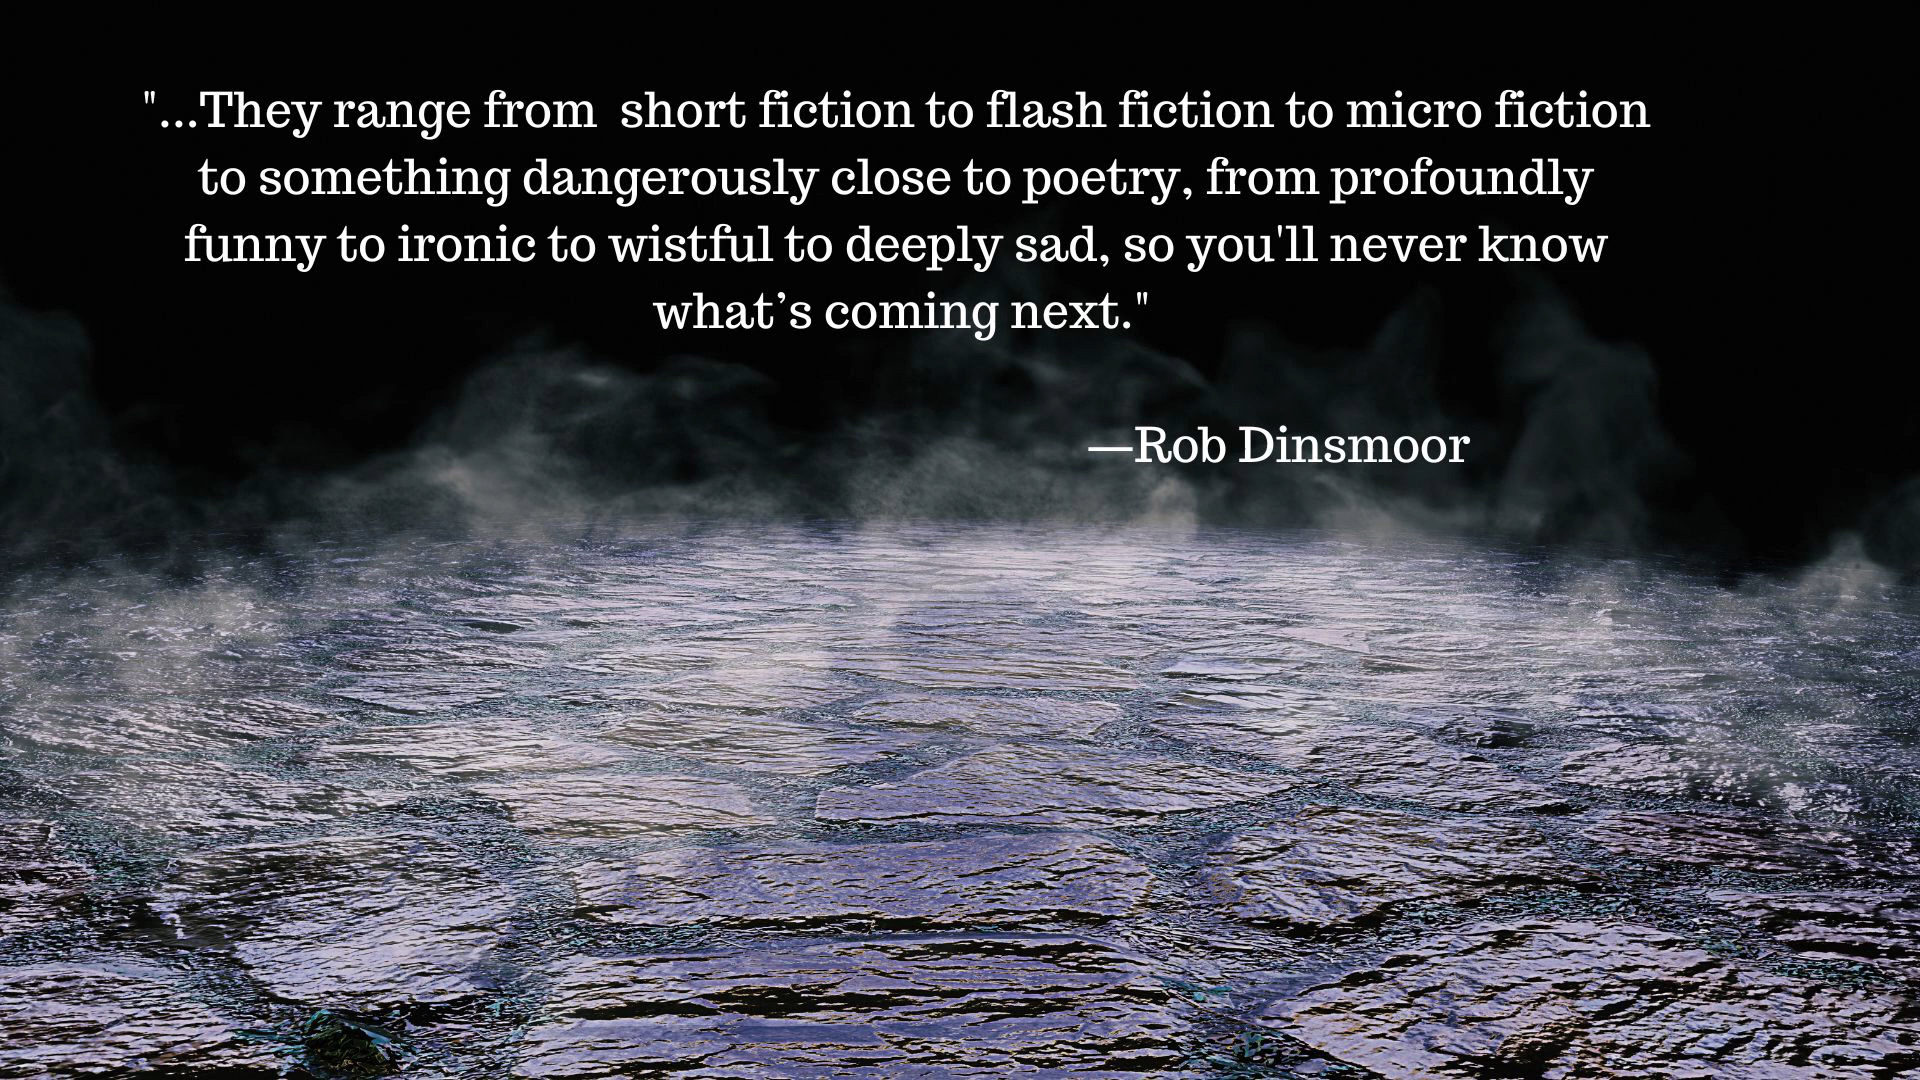 "...They range from  short fiction to flash fiction to micro fiction
to something dangerously close to poetry, from profoundly
funny to ironic to wistful to deeply sad, so you'll never know
what’s coming next."
—Rob Dinsmoor